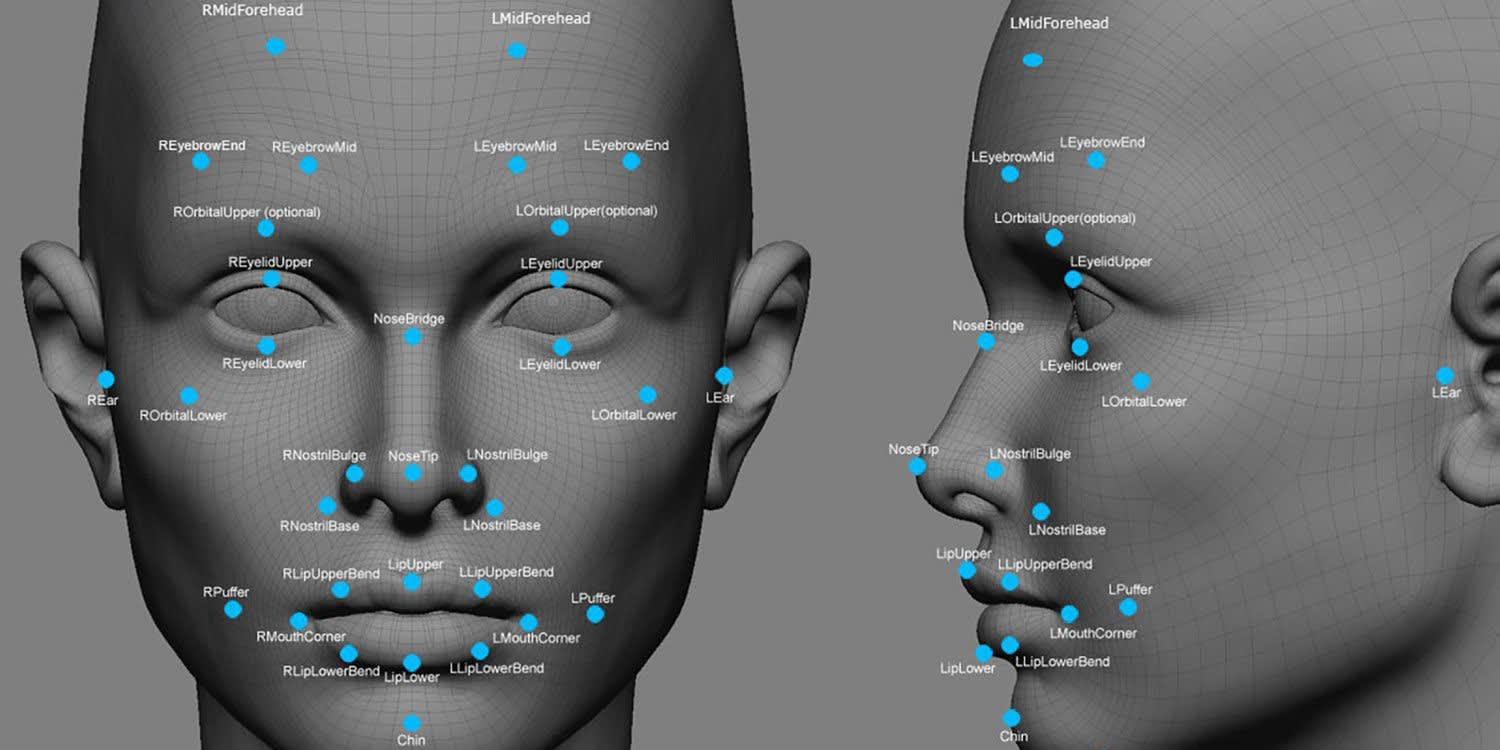 RMidForehead
LMidForehead
REyebrowEnd
REyebrowMid
LEyebrowMid
LEyebrowEnd
ROrbitalUpper (optional)
LOrbitalUpper(optional)
REyelidUpper
LEyelidUpper
NoseBridge
REyelidLower
LEyelidLower
REar
ROrbitalLower
LOrbitalLower
LEar
RNostrilBulge
NoseTip
LNostrilBulge
RNostrilBase
LNostrilBase
LipUpper
RLipUpperBend
LLipUpperBend
RPuffer
LPuffer
RMouthCorner
LMouthCorner
RLipLowerBend
LipLower
LLipLowerBend
Chin
LMidForehead
LEyebrowEnd
LEyebrowMid
LOrbitalUpper(optional)
LEyelidUpper
NoseBridge
LEyelidLower
LOrbitalLower
LEar
NoseTip
LNostrilBulge
LNostrilBase
LipUpper
LLipUpperBend
LPuffer
LMouthCorner
LipLower
LLipLowerBend
Chin